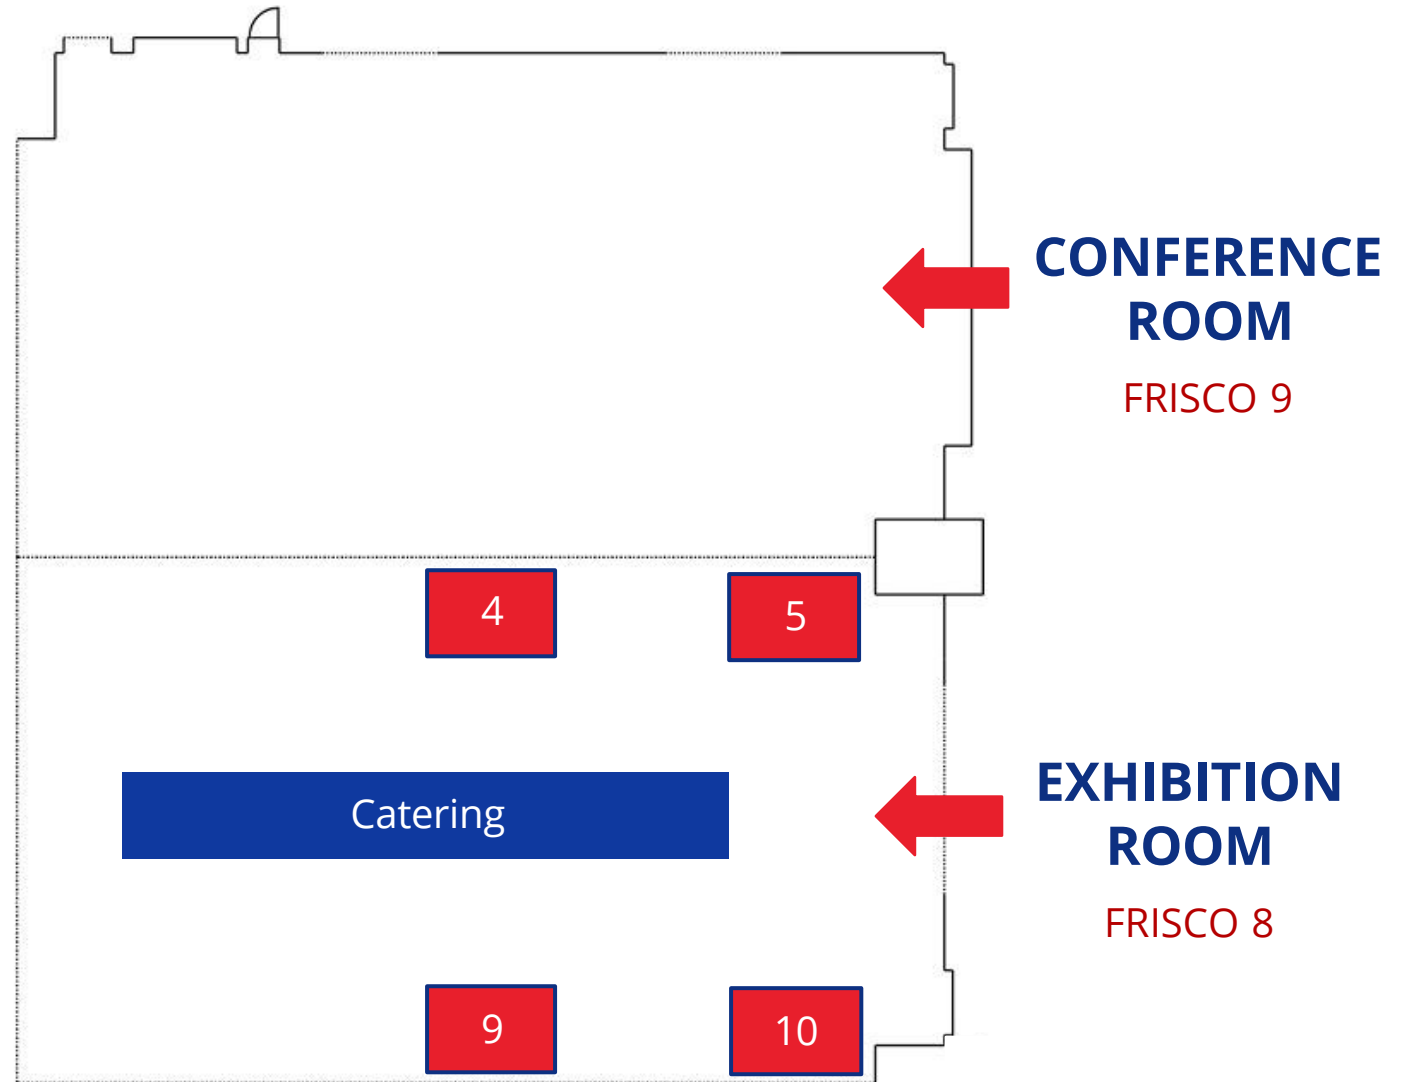 CONFERENCE
ROOM
FRISCO 9
4
5
Catering
EXHIBITION
ROOM
FRISCO 8
9
10